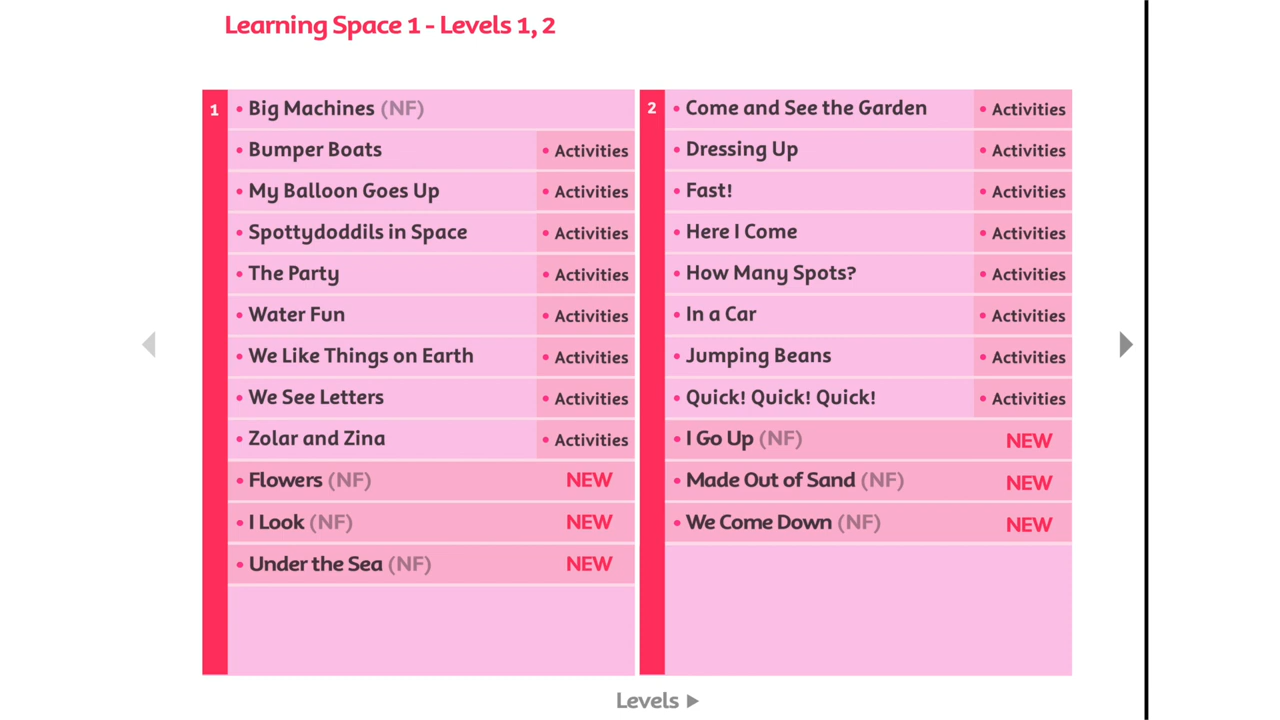 Learning Space 1 - Levels 1, 2
1
• Big Machines (NF)
• Bumper Boats • Activities
• My Balloon Goes Up • Activities
• Spottydoddils in Space • Activities
• The Party • Activities
• Water Fun • Activities
• We Like Things on Earth • Activities
• We See Letters • Activities
• Zolar and Zina • Activities
• Flowers (NF) NEW
• I Look (NF) NEW
• Under the Sea (NF) NEW
2
• Come and See the Garden • Activities
• Dressing Up • Activities
• Fast! • Activities
• Here I Come • Activities
• How Many Spots? • Activities
• In a Car • Activities
• Jumping Beans • Activities
• Quick! Quick! Quick! • Activities
• I Go Up (NF) NEW
• Made Out of Sand (NF) NEW
• We Come Down (NF) NEW
Levels